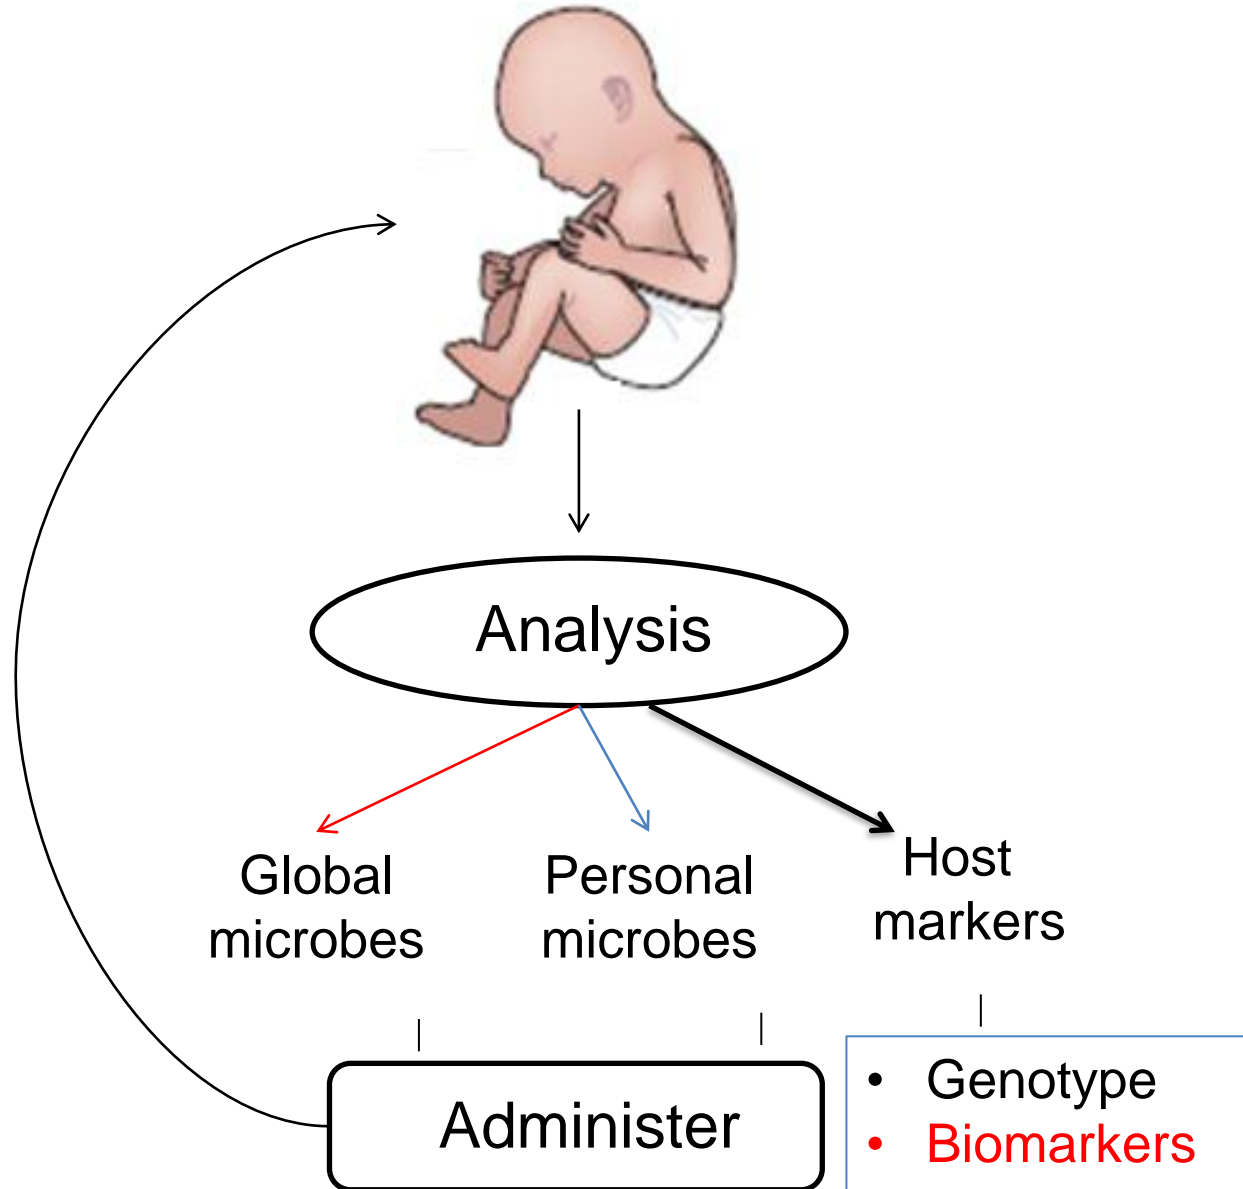 Analysis
Global
microbes
Personal
microbes
Host
markers
Administer
• Genotype
• Biomarkers